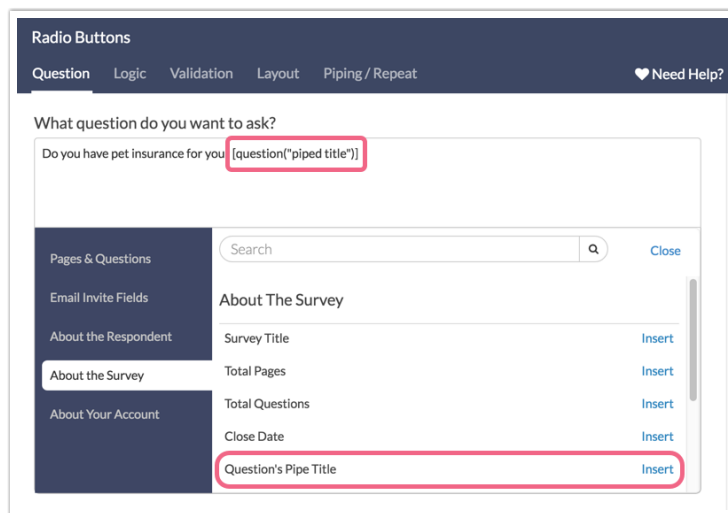 Radio Buttons
Question Logic Validation Layout Piping / Repeat Need Help?
What question do you want to ask?
Do you have pet insurance for you [question("piped title")]
Search
Close
Pages & Questions
Email Invite Fields
About the Respondent
About the Survey
About Your Account
About The Survey
Survey Title Insert
Total Pages Insert
Total Questions Insert
Close Date Insert
Question's Pipe Title Insert